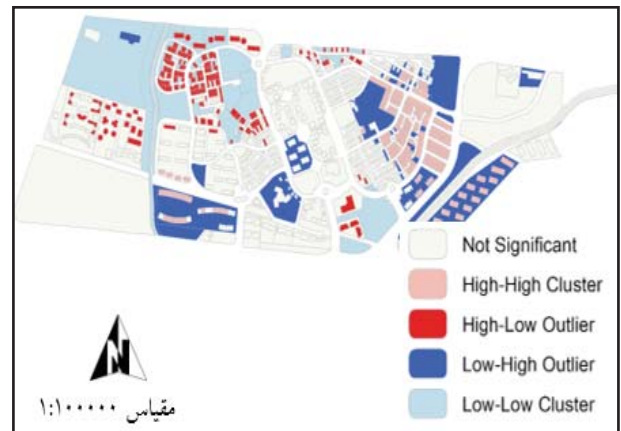 Not Significant
High-High Cluster
High-Low Outlier
Low-High Outlier
Low-Low Cluster
N
مقياس ١:١٠٠٠٠٠